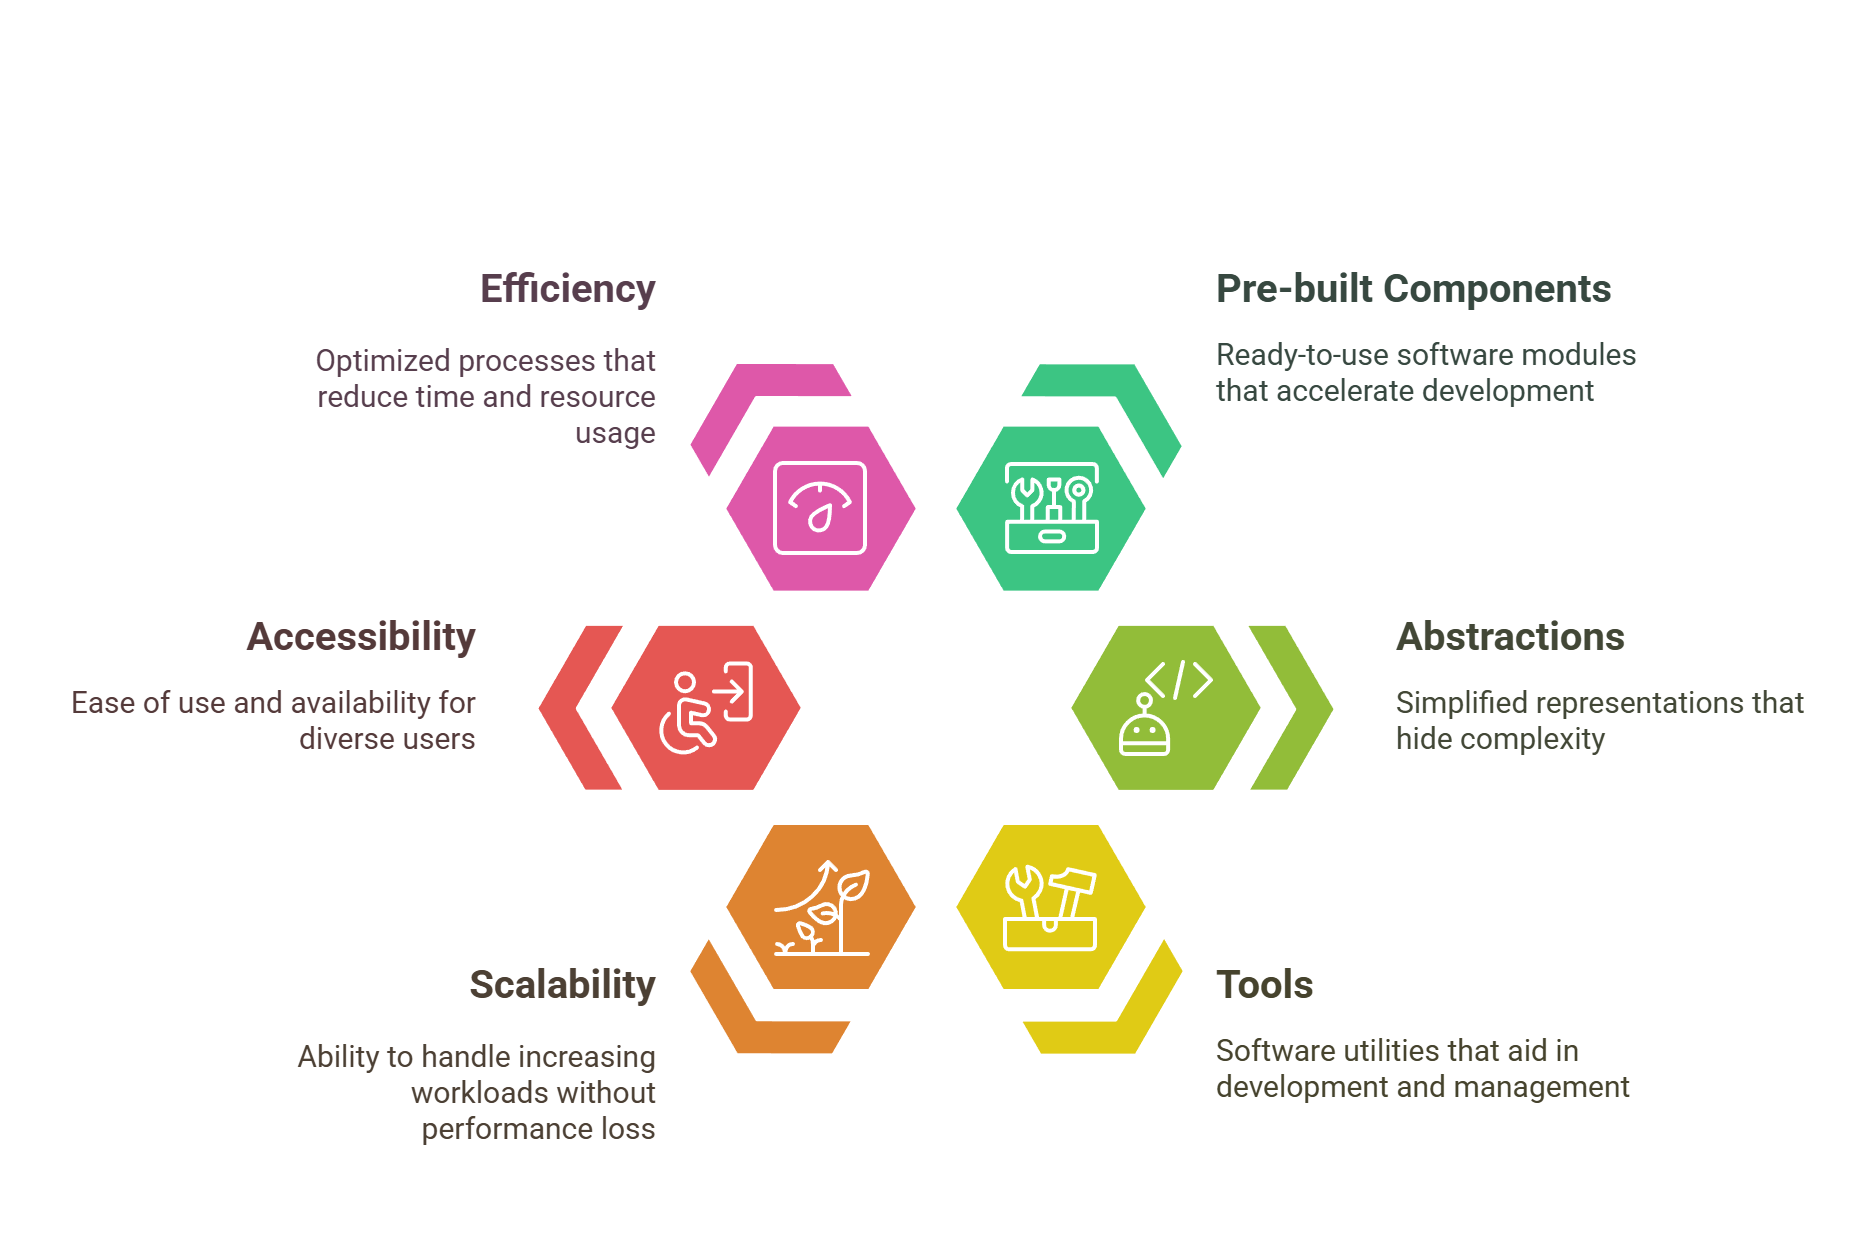 Efficiency
Optimized processes that
reduce time and resource
usage
Pre-built Components
Ready-to-use software modules
that accelerate development
Accessibility
Ease of use and availability for
diverse users
Abstractions
Simplified representations that
hide complexity
Scalability
Ability to handle increasing
workloads without
performance loss
Tools
Software utilities that aid in
development and management